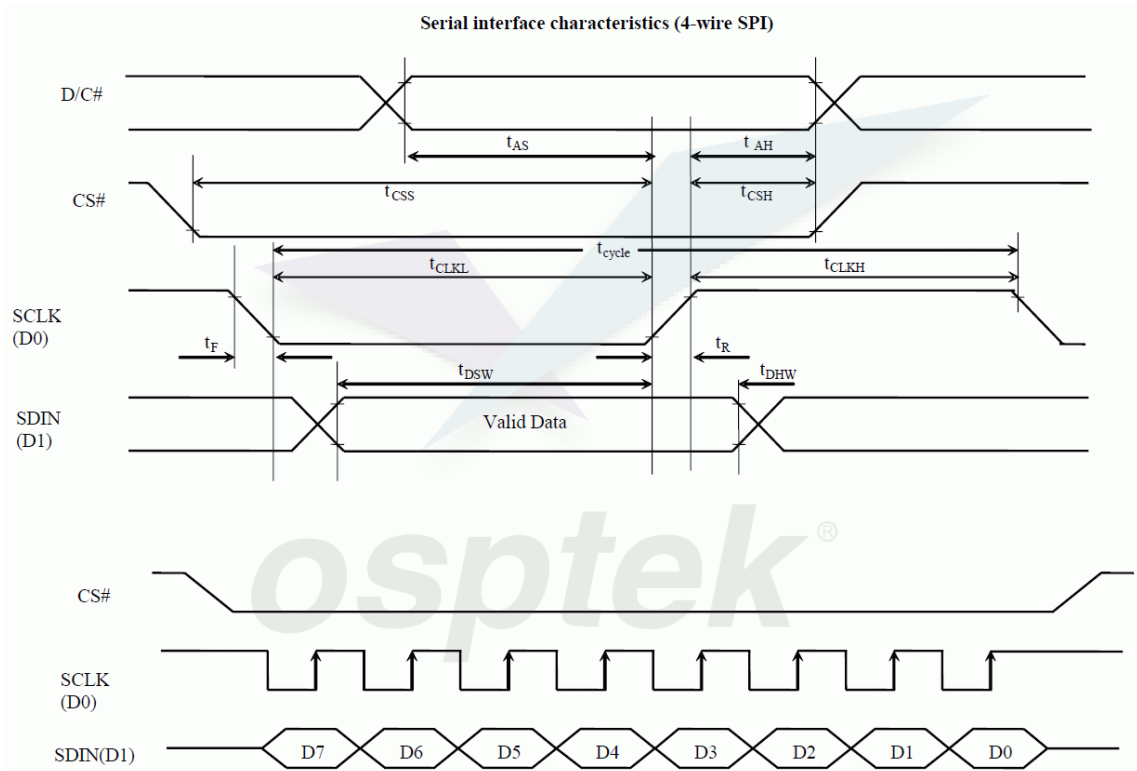 Serial interface characteristics (4-wire SPI)
D/C#
tAS
t AH
CS#
tCSS
tCSH
tcycle
tCLKL
tCLKH
SCLK
(D0)
tF
tR
tDSW
tDHW
SDIN
(D1)
Valid Data
osptek®
CS#
SCLK
(D0)
SDIN(D1)
D7 D6 D5 D4 D3 D2 D1 D0